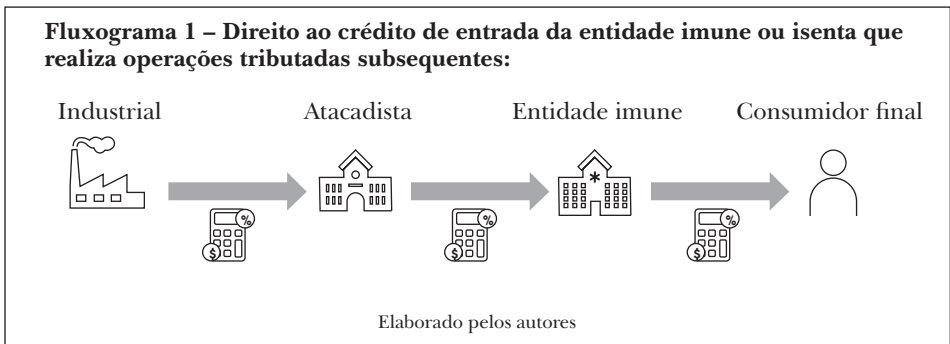 Fluxograma 1 – Direito ao crédito de entrada da entidade imune ou isenta que
realiza operações tributadas subsequentes:
Industrial Atacadista Entidade imune Consumidor final
% % %
$ $ $
Elaborado pelos autores